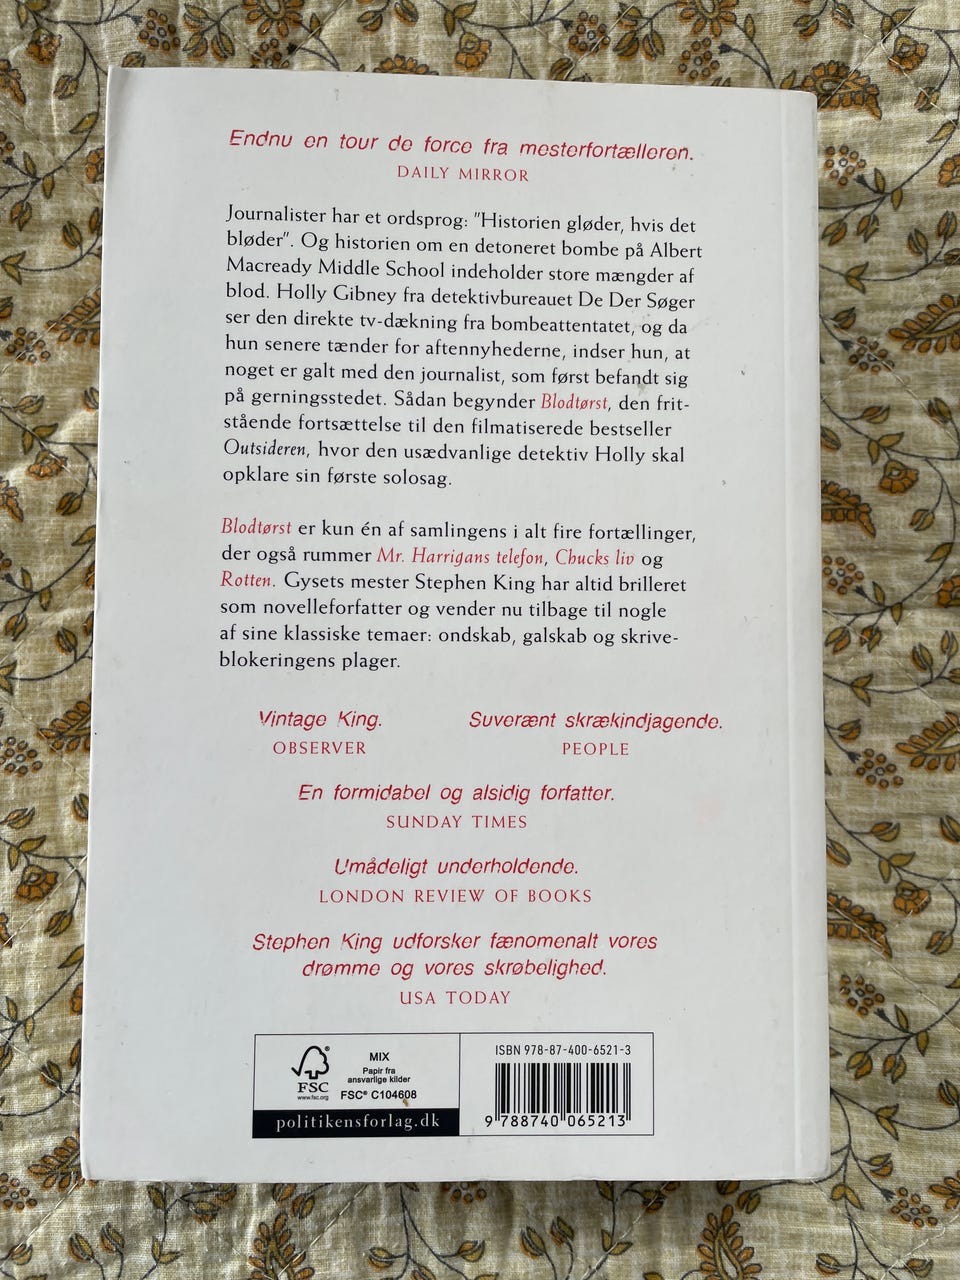 Endnu en tour de force fra mesterfortælleren.
DAILY MIRROR
Journalister har et ordsprog: "Historien gløder, hvis det
bløder". Og historien om en detoneret bombe på Albert
Macready Middle School indeholder store mængder af
blod. Holly Gibney fra detektivbureauet De Der Søger
ser den direkte tv-dækning fra bombeattentatet, og da
hun senere tænder for aftennyhederne, indser hun, at
noget er galt med den journalist, som først befandt sig
på gerningsstedet. Sådan begynder Blodtørst, den frit-
stående fortsættelse til den filmatiserede bestseller
Outsideren, hvor den usædvanlige detektiv Holly skal
opklare sin første solosag.
Blodtørst er kun én af samlingens i alt fire fortællinger,
der også rummer Mr. Harrigans telefon, Chucks liv og
Rotten. Gysets mester Stephen King har altid brilleret
som novelleforfatter og vender nu tilbage til nogle
af sine klassiske temaer: ondskab, galskab og skrive-
blokeringens plager.
Vintage King.
OBSERVER
Suverænt skrækindjagende.
PEOPLE
En formidabel og alsidig forfatter.
SUNDAY TIMES
Umådeligt underholdende.
LONDON REVIEW OF BOOKS
Stephen King udforsker fænomenalt vores
drømme og vores skrøbelighed.
USA TODAY
FSC
www.fsc.org
MIX
Papir fra
ansvarlige kilder
FSC® C104608
politikensforlag.dk
ISBN 978-87-400-6521-3
9 788740 065213